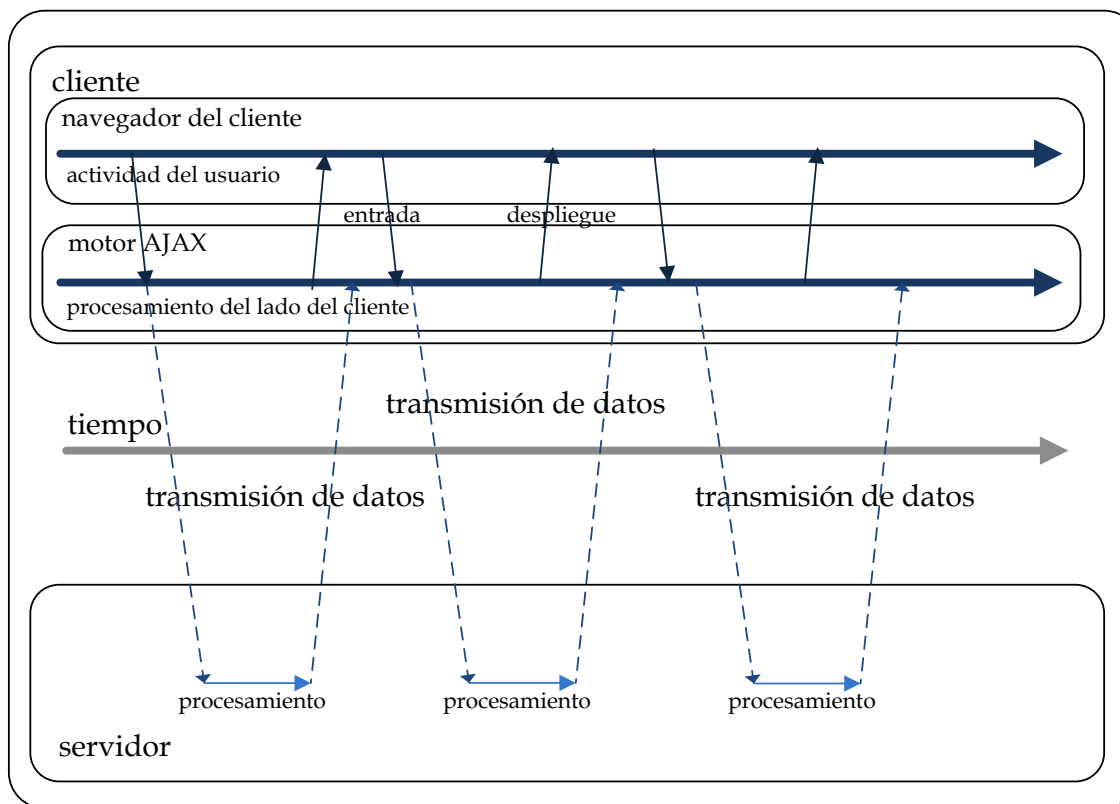 cliente
navegador del cliente
actividad del usuario
entrada
despliegue
motor AJAX
procesamiento del lado del cliente
transmisión de datos
tiempo
transmisión de datos
transmisión de datos
procesamiento
procesamiento
procesamiento
servidor